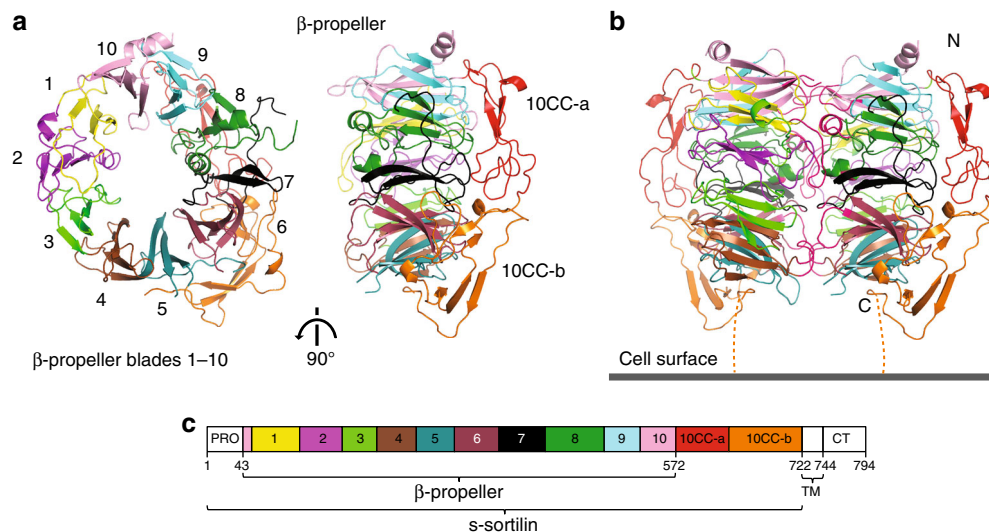 a
β-propeller
10
9
1
8
2
7
3
6
4
5
10CC-a
10CC-b
β-propeller blades 1–10
90°
b
N
C
Cell surface
c
PRO 1 2 3 4 5 6 7 8 9 10 10CC-a 10CC-b CT
1 43 572 722 744 794
β-propeller
TM
s-sortilin